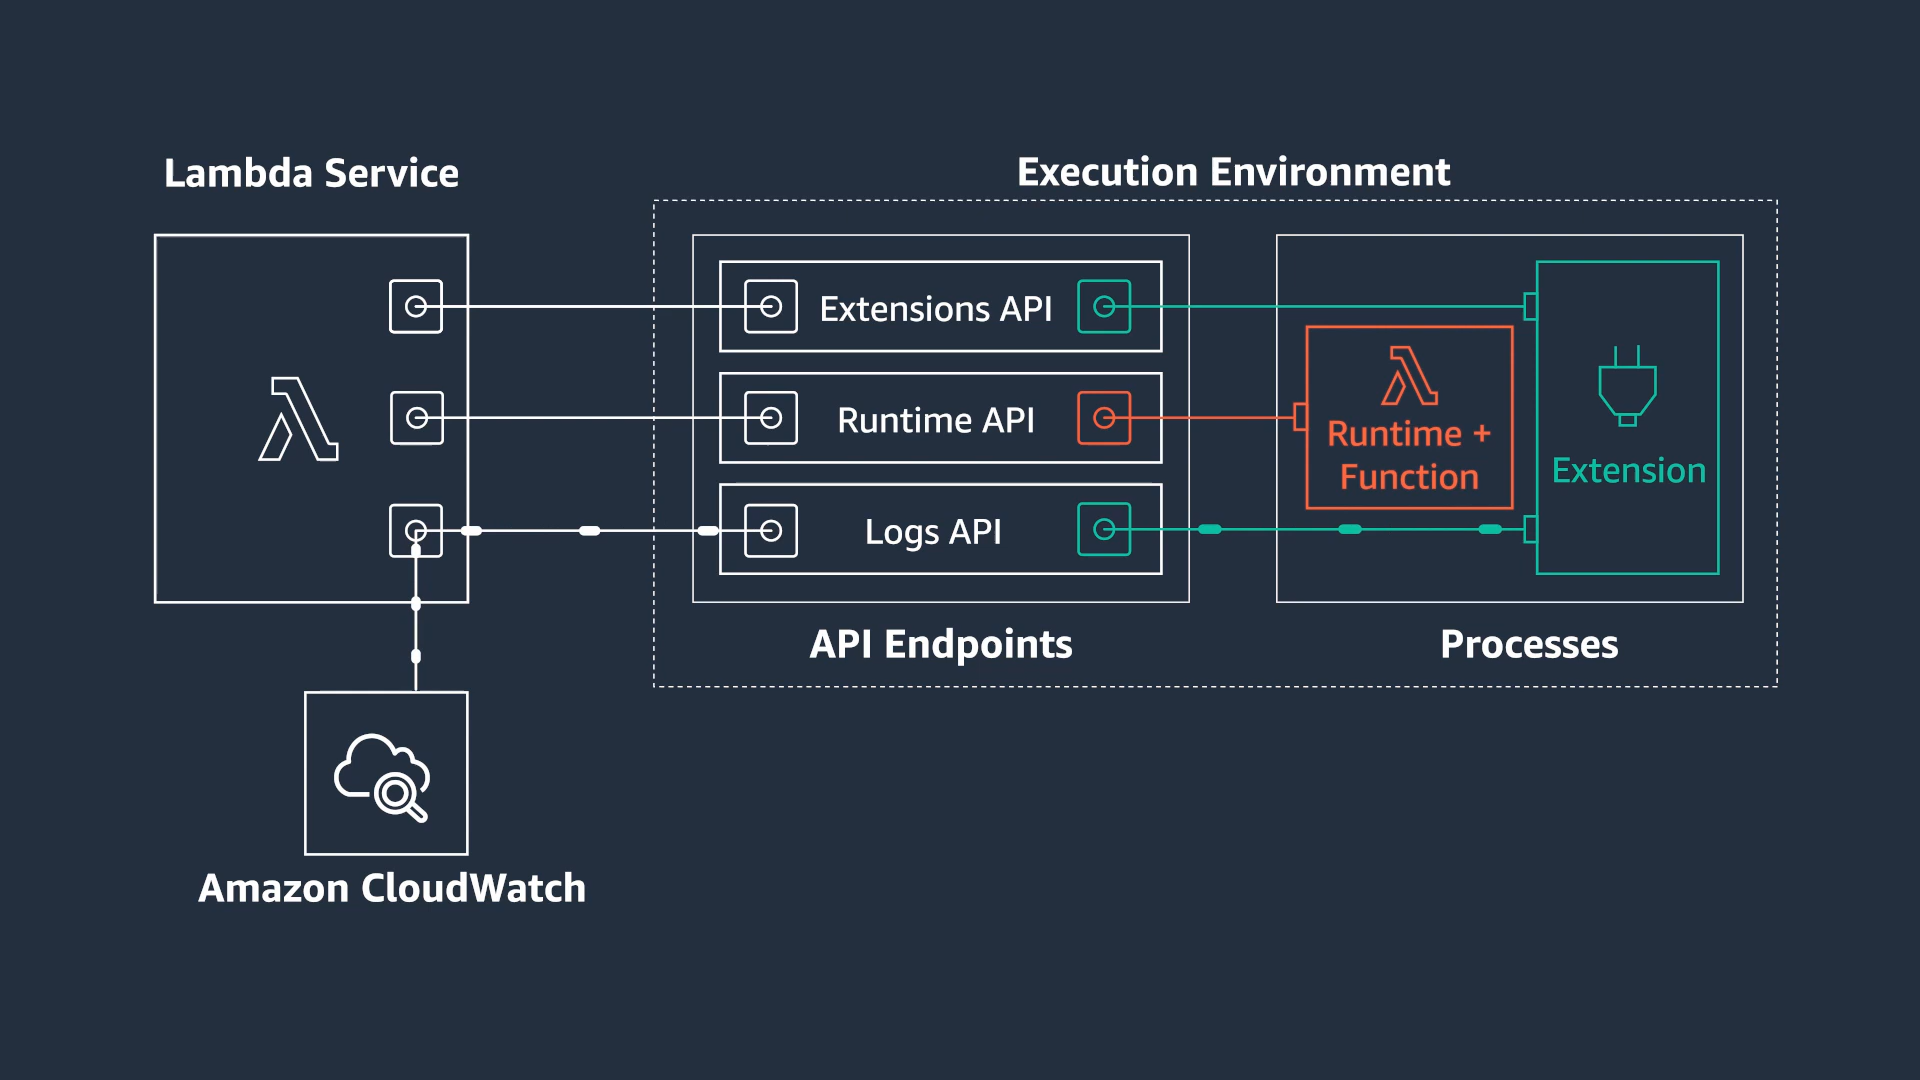 Lambda Service
Execution Environment
Extensions API
Runtime API
Logs API
Runtime +
Function
Extension
API Endpoints
Processes
Amazon CloudWatch